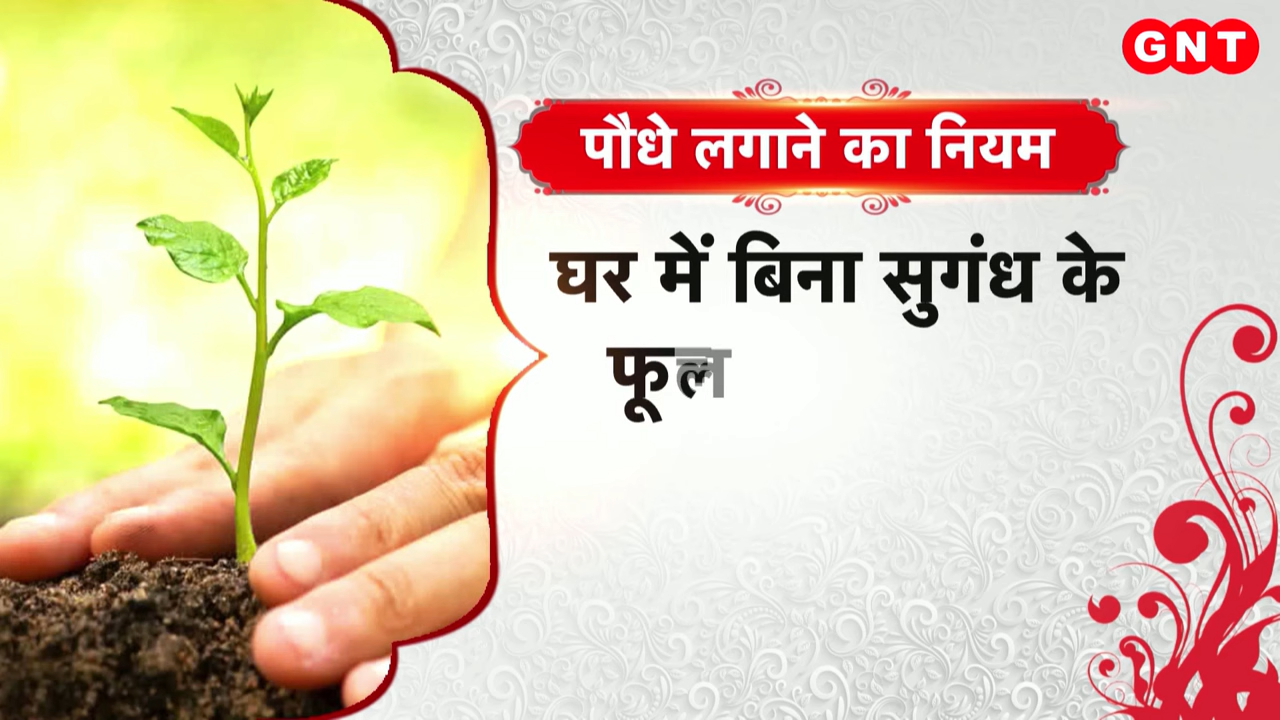 GNT
पौधे लगाने का नियम
घर में बिना सुगंध के
फूल